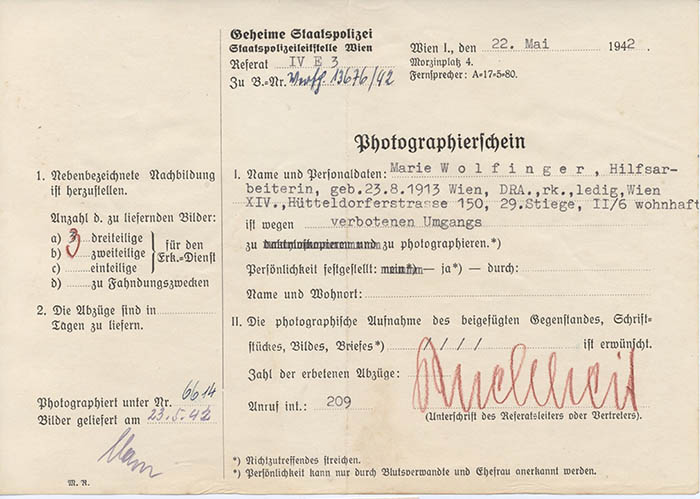 Geheime Staatspolizei
Staatspolizeileitstelle Wien
Referat IV E 3
Zu B.=Nr. 13676/42
Wien I., den 22. Mai 1942.
Morzinplatz 4.
Fernsprecher: A=17=5=80.
Photographierschein
1. Nebenbezeichnete Nachbildung
ist herzustellen.
Anzahl d. zu liefernden Bilder:
a) 3 dreiteilige
b) zweiteilige
c) einteilige
für den
Erk.=Dienst
d) zu Fahndungszwecken
2. Die Abzüge sind in
Tagen zu liefern.
Photographiert unter Nr. 6614
Bilder geliefert am 23.5.42
M. R.
I. Name und Personaldaten: Marie Wolfinger, Hilfsar=
beiterin, geb.23.8.1913 Wien, DRA.,rk.,ledig,Wien
XIV.,Hütteldorferstrasse 150, 29.Stiege, II/6 wohnhaft
ist wegen verbotenen Umgangs
zu daktyloskopieren und zu photographieren.*)
Persönlichkeit festgestellt: nein*) — ja*) — durch:
Name und Wohnort:
II. Die photographische Aufnahme des beigefügten Gegenstandes, Schrift=
stückes, Bildes, Briefes*) / / / / ist erwünscht.
Zahl der erbetenen Abzüge:
Anruf int.: 209
(Unterschrift des Referatsleiters oder Vertreters).
*) Nichtzutreffendes streichen.
*) Persönlichkeit kann nur durch Blutsverwandte und Ehefrau anerkannt werden.